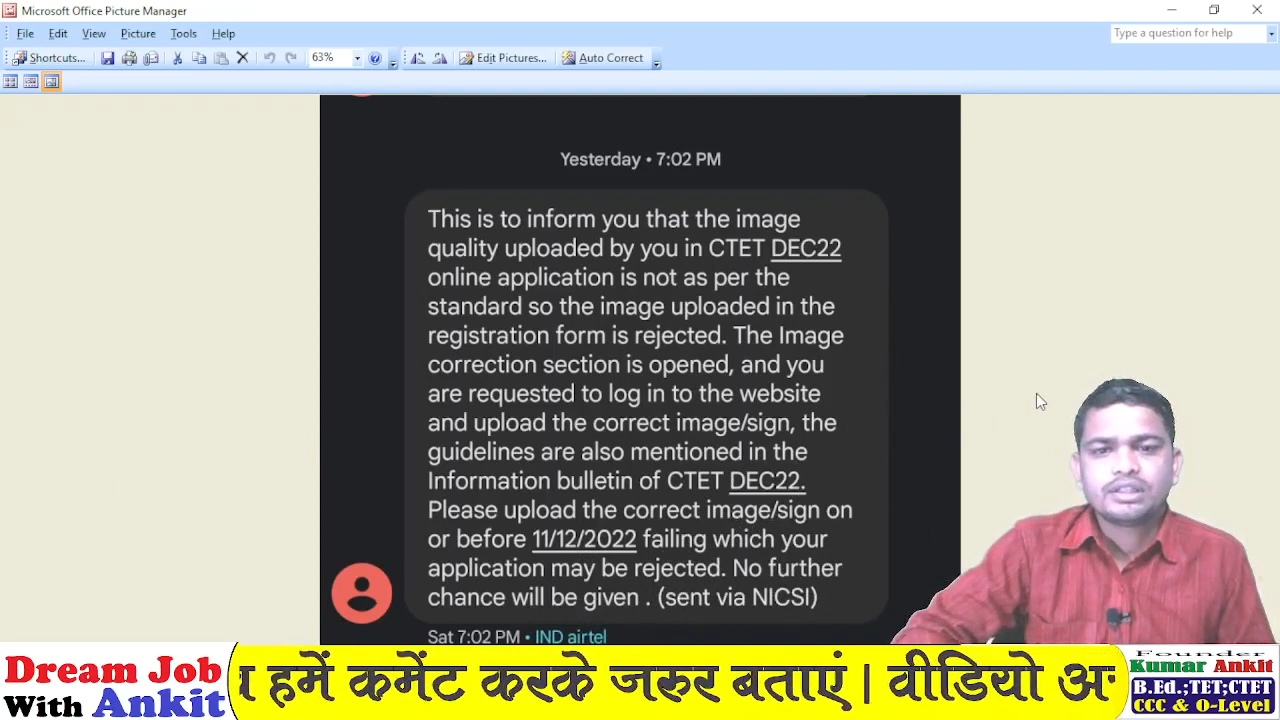 Microsoft Office Picture Manager
File Edit View Picture Tools Help
Type a question for help
Shortcuts... 63% Edit Pictures... Auto Correct
Yesterday • 7:02 PM
This is to inform you that the image
quality uploaded by you in CTET DEC22
online application is not as per the
standard so the image uploaded in the
registration form is rejected. The Image
correction section is opened, and you
are requested to log in to the website
and upload the correct image/sign, the
guidelines are also mentioned in the
Information bulletin of CTET DEC22.
Please upload the correct image/sign on
or before 11/12/2022 failing which your
application may be rejected. No further
chance will be given . (sent via NICSI)
Sat 7:02 PM • IND airtel
Dream Job
With Ankit
हमें कमेंट करके जरुर बताएं | वीडियो
Founder
Kumar Ankit
B.Ed.;TET;CTET
CCC & O-Level